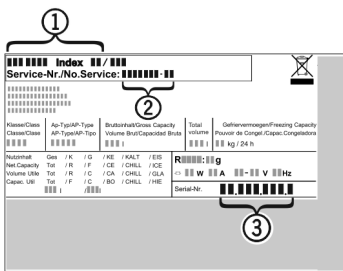 1
Index /
Service-Nr./No.Service: -
2
Klasse/Class Ap-Typ/AP-Type Bruttoinhalt/Gross Capacity Total Gefriervermoegen/Freezing Capacity
Classe/Class AP-Type/AP-Tipo Volume Brut/Capacidad Bruta volume Pouvoir de Congel./Capac.Congeladora
l l kg / 24 h
Nutzinhalt Ges / K / G / KE / KALT / EIS
Net.Capacity Tot / R / F / CE / CHILL / ICE
Volume Utile Tot / F / C / CA / CHILL / GLA
Capac. Util Tot / F / C / BO / CHILL / HIE
l / l
R : g
W A - V Hz
Serial-Nr. . . .
3